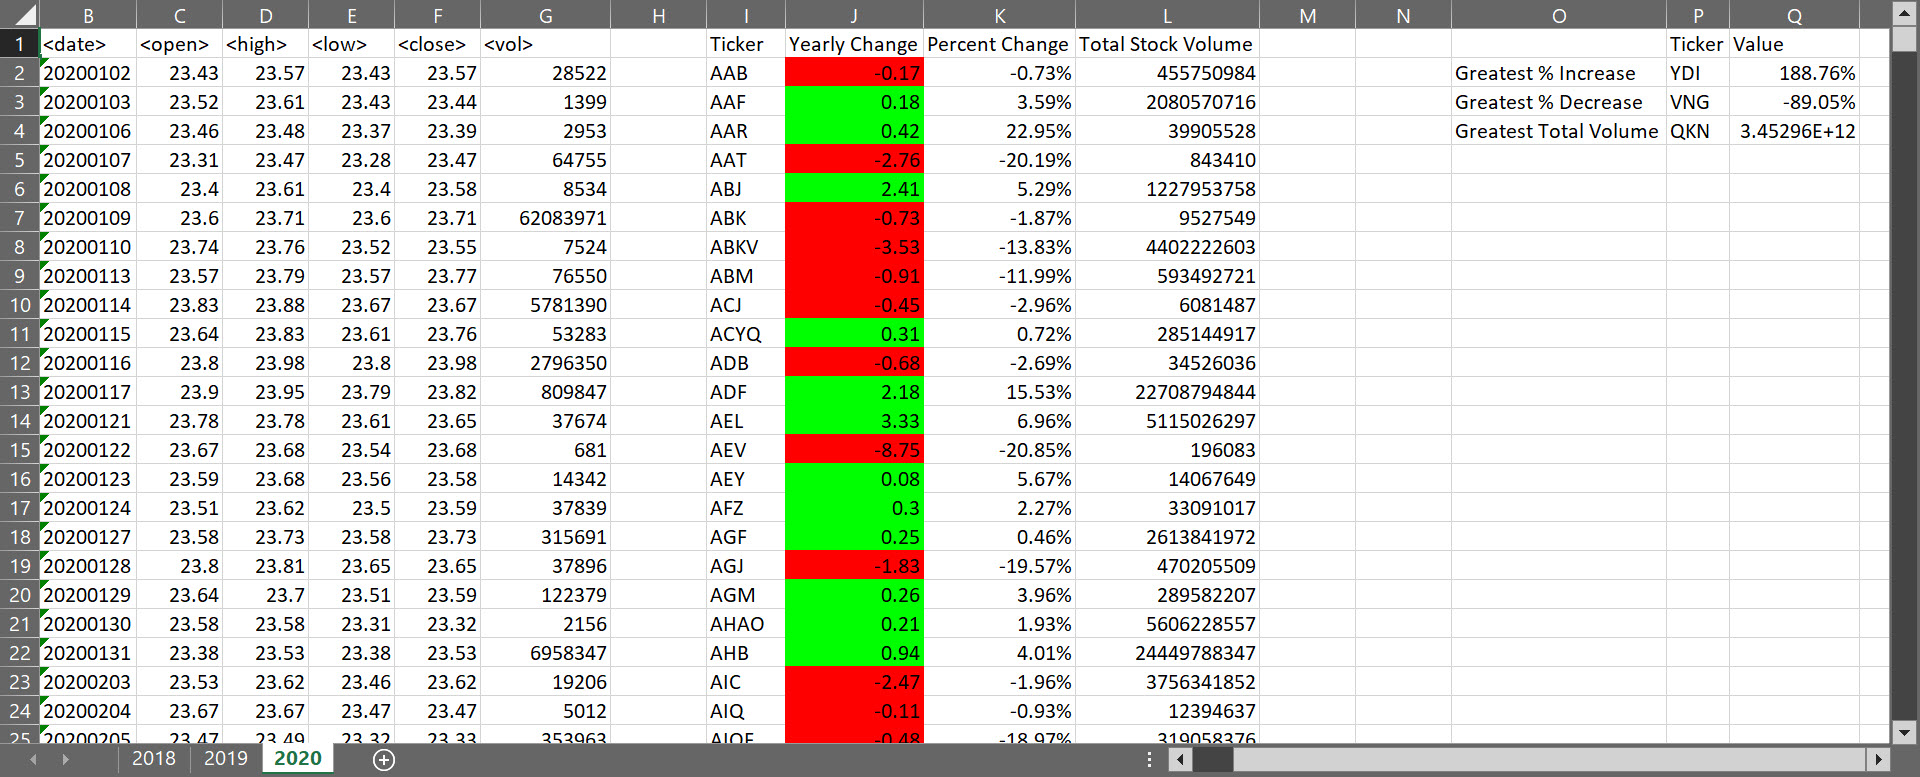 B C D E F G H I J K L M N O P Q
1 <date> <open> <high> <low> <close> <vol> Ticker Yearly Change Percent Change Total Stock Volume Ticker Value
2 20200102 23.43 23.57 23.43 23.57 28522 AAB -0.17 -0.73% 455750984 Greatest % Increase YDI 188.76%
3 20200103 23.52 23.61 23.43 23.44 1399 AAF 0.18 3.59% 2080570716 Greatest % Decrease VNG -89.05%
4 20200106 23.46 23.48 23.37 23.39 2953 AAR 0.42 22.95% 39905528 Greatest Total Volume QKN 3.45296E+12
5 20200107 23.31 23.47 23.28 23.47 64755 AAT -2.76 -20.19% 843410
6 20200108 23.4 23.61 23.4 23.58 8534 ABJ 2.41 5.29% 1227953758
7 20200109 23.6 23.71 23.6 23.71 62083971 ABK -0.73 -1.87% 9527549
8 20200110 23.74 23.76 23.52 23.55 7524 ABKV -3.53 -13.83% 4402222603
9 20200113 23.57 23.79 23.57 23.77 76550 ABM -0.91 -11.99% 593492721
10 20200114 23.83 23.88 23.67 23.67 5781390 ACJ -0.45 -2.96% 6081487
11 20200115 23.64 23.83 23.61 23.76 53283 ACYQ 0.31 0.72% 285144917
12 20200116 23.8 23.98 23.8 23.98 2796350 ADB -0.68 -2.69% 34526036
13 20200117 23.9 23.95 23.79 23.82 809847 ADF 2.18 15.53% 22708794844
14 20200121 23.78 23.78 23.61 23.65 37674 AEL 3.33 6.96% 5115026297
15 20200122 23.67 23.68 23.54 23.68 681 AEV -8.75 -20.85% 196083
16 20200123 23.59 23.68 23.56 23.58 14342 AEY 0.08 5.67% 14067649
17 20200124 23.51 23.62 23.5 23.59 37839 AFZ 0.3 2.27% 33091017
18 20200127 23.58 23.73 23.58 23.73 315691 AGF 0.25 0.46% 2613841972
19 20200128 23.8 23.81 23.65 23.65 37896 AGJ -1.83 -19.57% 470205509
20 20200129 23.64 23.7 23.51 23.59 122379 AGM 0.26 3.96% 289582207
21 20200130 23.58 23.58 23.31 23.32 2156 AHAO 0.21 1.93% 5606228557
22 20200131 23.38 23.53 23.38 23.53 6958347 AHB 0.94 4.01% 24449788347
23 20200203 23.53 23.62 23.46 23.62 19206 AIC -2.47 -1.96% 3756341852
24 20200204 23.67 23.67 23.47 23.47 5012 AIQ -0.11 -0.93% 12394637
25 20200205 23.47 23.49 23.32 23.33 353963 -0.48 -18.97% 319058376
2018 2019 2020